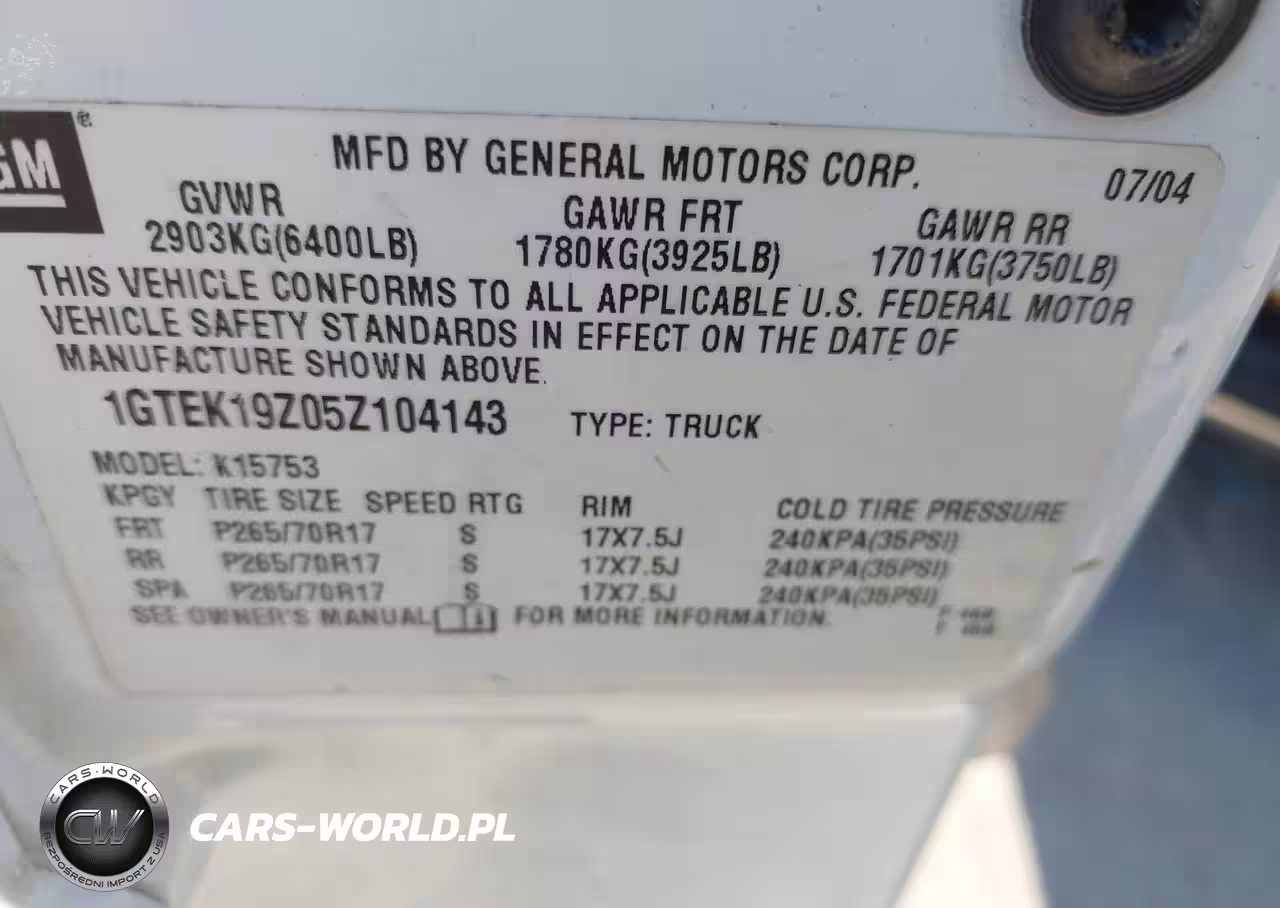 GM
MFD BY GENERAL MOTORS CORP.
07/04
GVWR GAWR FRT GAWR RR
2903KG(6400LB) 1780KG(3925LB) 1701KG(3750LB)
THIS VEHICLE CONFORMS TO ALL APPLICABLE U.S. FEDERAL MOTOR
VEHICLE SAFETY STANDARDS IN EFFECT ON THE DATE OF
MANUFACTURE SHOWN ABOVE.
1GTEK19Z05Z104143 TYPE: TRUCK
MODEL: K15753
KPGY TIRE SIZE SPEED RTG RIM COLD TIRE PRESSURE
FRT P265/70R17 S 17X7.5J 240KPA(35PSI)
RR P265/70R17 S 17X7.5J 240KPA(35PSI)
SPA P265/70R17 S 17X7.5J 240KPA(35PSI)
SEE OWNER'S MANUAL FOR MORE INFORMATION.
CARS-WORLD
CW
BEZPOŚREDNI IMPORT Z USA
CARS-WORLD.PL